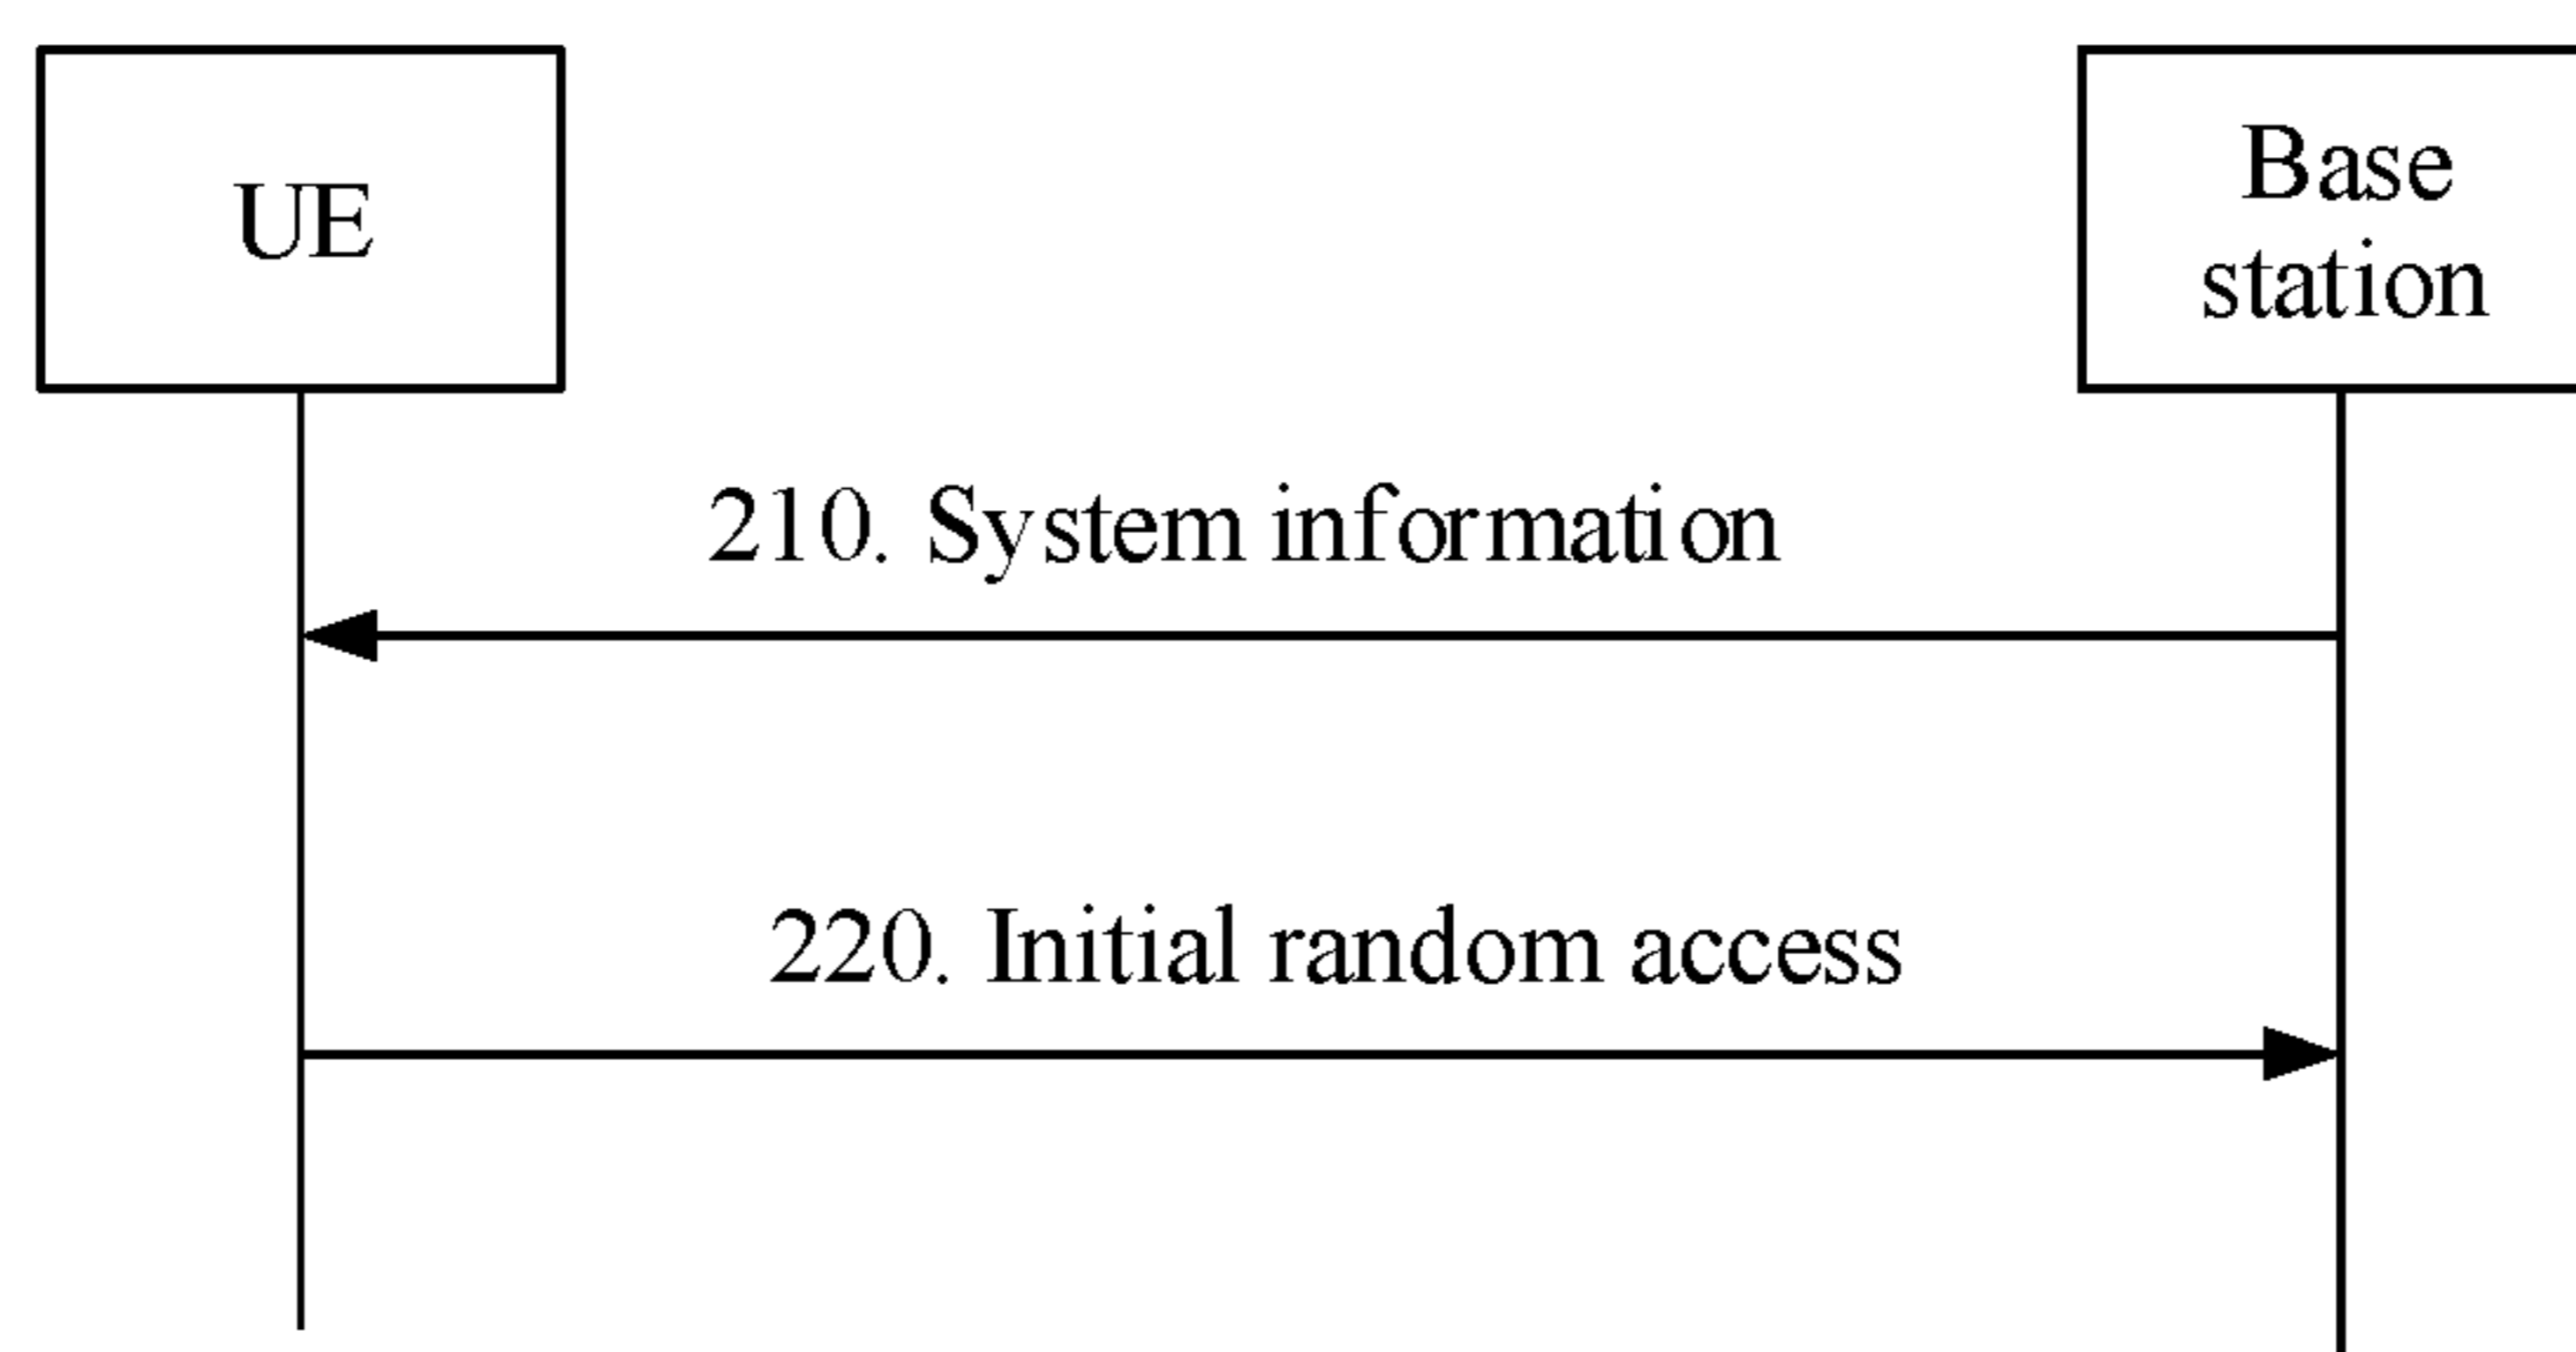 UE
Base
station
210. System information
220. Initial random access